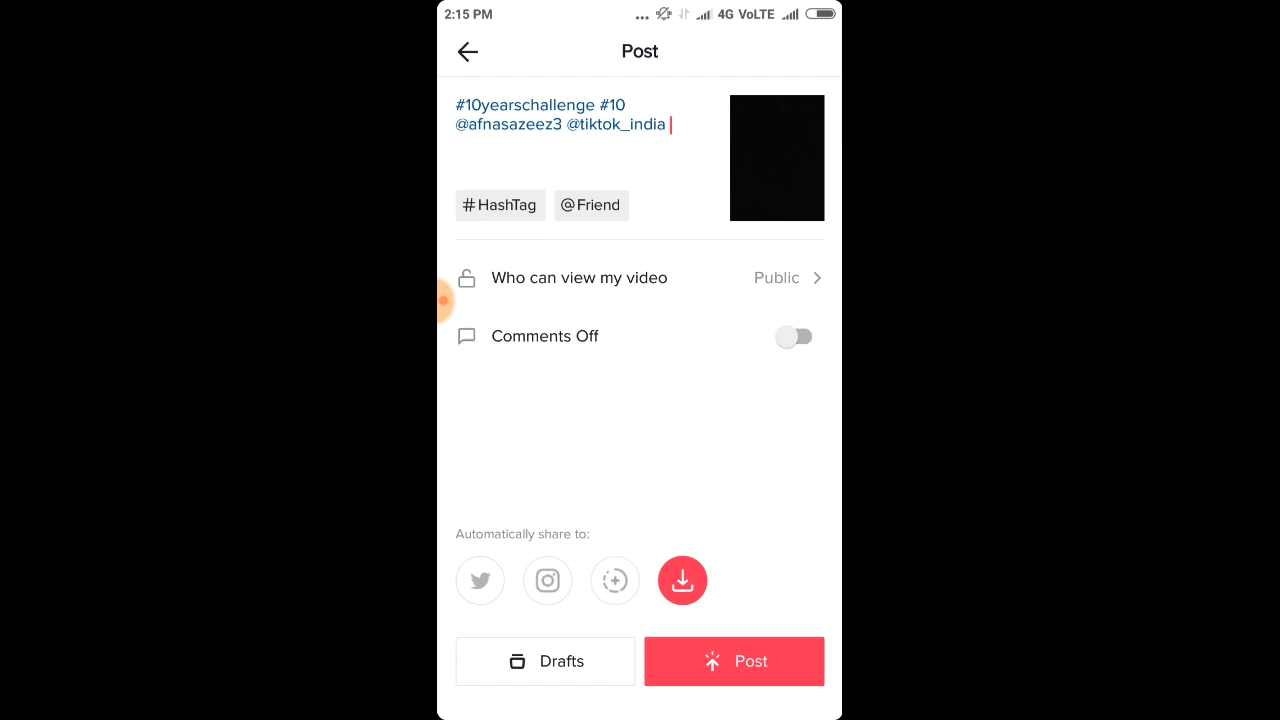 2:15 PM
4G VoLTE
Post
#10yearschallenge #10
@afnasazeez3 @tiktok_india
#HashTag
@Friend
Who can view my video
Public
Comments Off
Automatically share to:
Drafts
Post